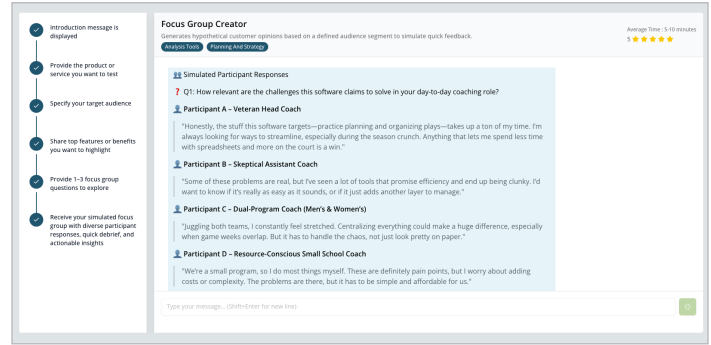 Introduction message is
displayed
Provide the product or
service you want to test
Specify your target audience
Share top features or benefits
you want to highlight
Provide 1–3 focus group
questions to explore
Receive your simulated focus
group with diverse participant
responses, quick debrief, and
actionable insights
Focus Group Creator
Generates hypothetical customer opinions based on a defined audience segment to simulate quick feedback.
Analysis Tools Planning And Strategy
Average Time : 5-10 minutes
5
Simulated Participant Responses
Q1: How relevant are the challenges this software claims to solve in your day-to-day coaching role?
Participant A – Veteran Head Coach
"Honestly, the stuff this software targets—practice planning and organizing plays—takes up a ton of my time. I'm
always looking for ways to streamline, especially during the season crunch. Anything that lets me spend less time
with spreadsheets and more on the court is a win."
Participant B – Skeptical Assistant Coach
"Some of these problems are real, but I've seen a lot of tools that promise efficiency and end up being clunky. I'd
want to know if it's really as easy as it sounds, or if it just adds another layer to manage."
Participant C – Dual-Program Coach (Men's & Women's)
"Juggling both teams, I constantly feel stretched. Centralizing everything could make a huge difference, especially
when game weeks overlap. But it has to handle the chaos, not just look pretty on paper."
Participant D – Resource-Conscious Small School Coach
"We're a small program, so I do most things myself. These are definitely pain points, but I worry about adding
costs or complexity. The problems are there, but it has to be simple and affordable for us."
Type your message... (Shift+Enter for new line)